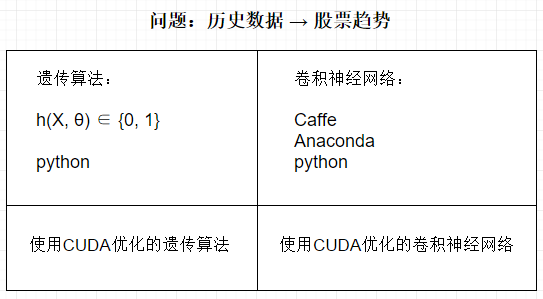 问题：历史数据 → 股票趋势
遗传算法：
h(X, θ) ∈ {0, 1}
python
卷积神经网络：
Caffe
Anaconda
python
使用CUDA优化的遗传算法
使用CUDA优化的卷积神经网络